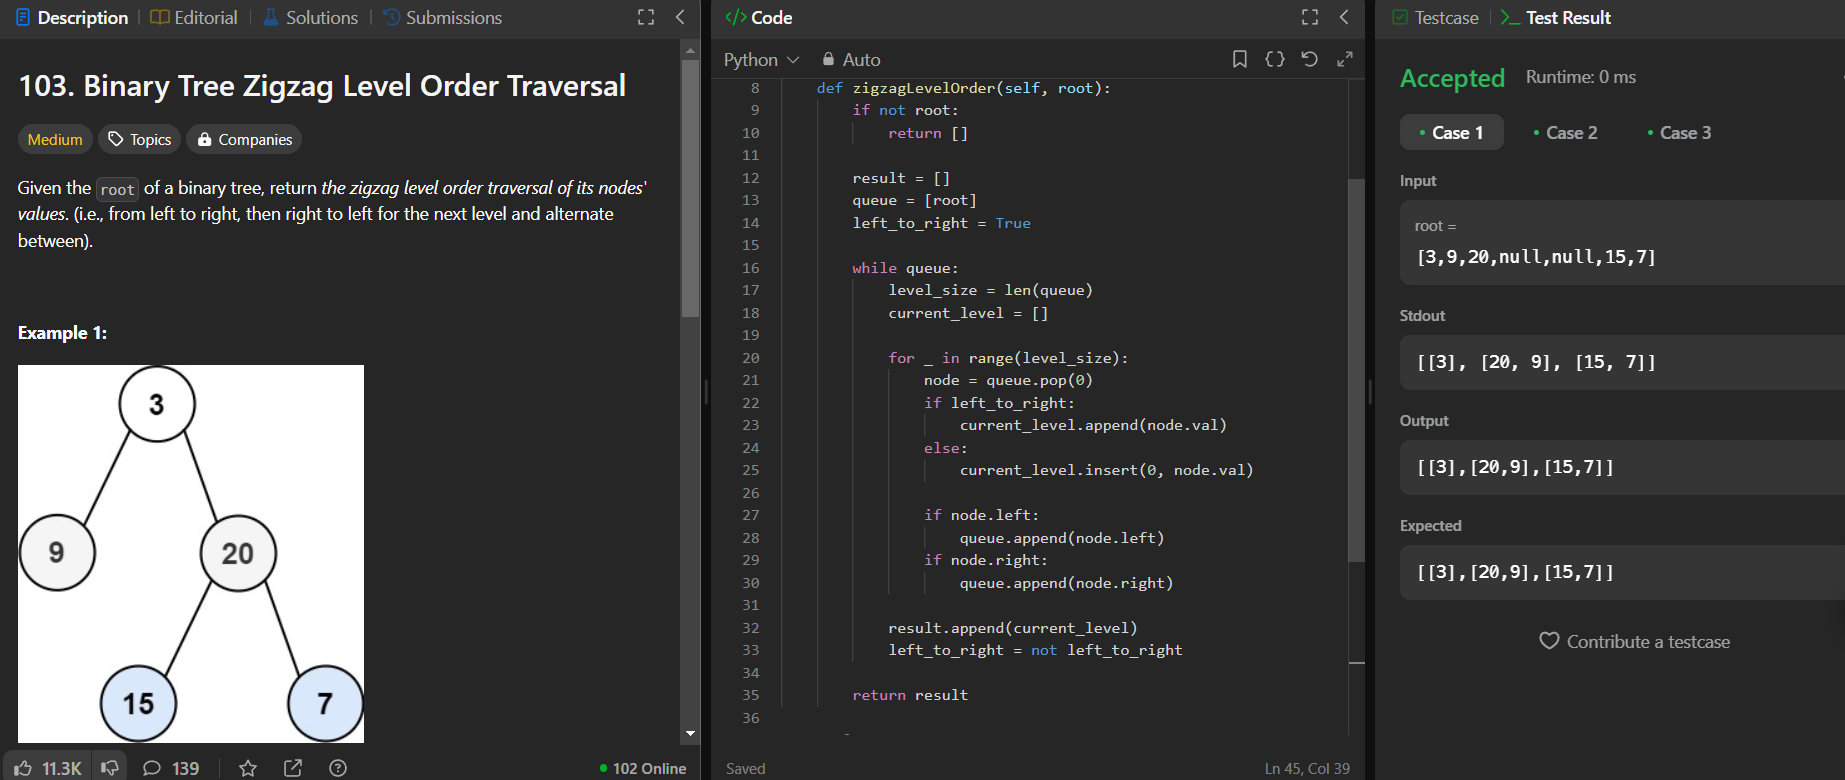 Description
Editorial
Solutions
Submissions
103. Binary Tree Zigzag Level Order Traversal
Medium
Topics
Companies
Given the root of a binary tree, return the zigzag level order traversal of its nodes'
values. (i.e., from left to right, then right to left for the next level and alternate
between).
Example 1:
3
9
20
15
7
11.3K
139
102 Online
</> Code
Python
Auto
{}
8 def zigzagLevelOrder(self, root):
9 if not root:
10 return []
11
12 result = []
13 queue = [root]
14 left_to_right = True
15
16 while queue:
17 level_size = len(queue)
18 current_level = []
19
20 for _ in range(level_size):
21 node = queue.pop(0)
22 if left_to_right:
23 current_level.append(node.val)
24 else:
25 current_level.insert(0, node.val)
26
27 if node.left:
28 queue.append(node.left)
29 if node.right:
30 queue.append(node.right)
31
32 result.append(current_level)
33 left_to_right = not left_to_right
34
35 return result
36
Saved
Ln 45, Col 39
Testcase
>_ Test Result
Accepted
Runtime: 0 ms
Case 1
Case 2
Case 3
Input
root =
[3,9,20,null,null,15,7]
Stdout
[[3], [20, 9], [15, 7]]
Output
[[3],[20,9],[15,7]]
Expected
[[3],[20,9],[15,7]]
Contribute a testcase